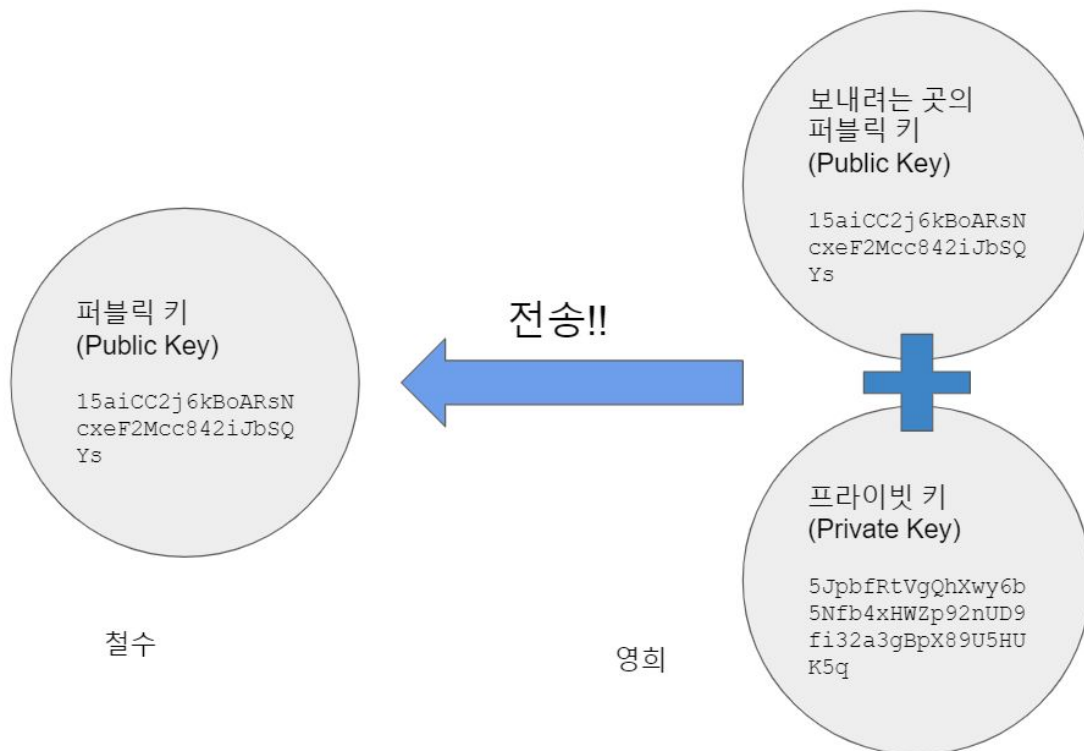 퍼블릭 키
(Public Key)
15aiCC2j6kBoARsN
cxeF2Mcc842iJbSQ
Ys
철수
전송!!
보내려는 곳의
퍼블릭 키
(Public Key)
15aiCC2j6kBoARsN
cxeF2Mcc842iJbSQ
Ys
프라이빗 키
(Private Key)
5JpbfRtVgQhXwy6b
5Nfb4xHWZp92nUD9
fi32a3gBpX89U5HU
K5q
영희